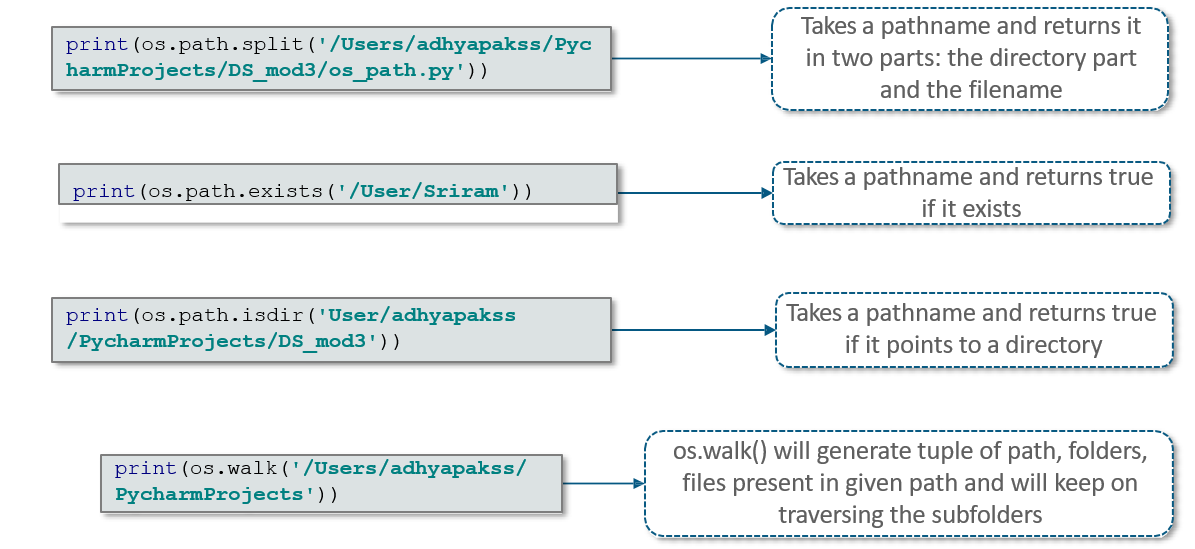 print(os.path.split('/Users/adhyapakss/Pyc
harmProjects/DS_mod3/os_path.py'))
Takes a pathname and returns it
in two parts: the directory part
and the filename
print(os.path.exists('/User/Sriram'))
Takes a pathname and returns true
if it exists
print(os.path.isdir('User/adhyapakss
/PycharmProjects/DS_mod3'))
Takes a pathname and returns true
if it points to a directory
print(os.walk('/Users/adhyapakss/
PycharmProjects'))
os.walk() will generate tuple of path, folders,
files present in given path and will keep on
traversing the subfolders